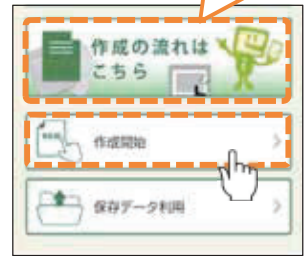 作成の流れは
こちら
作成開始
保存データ利用